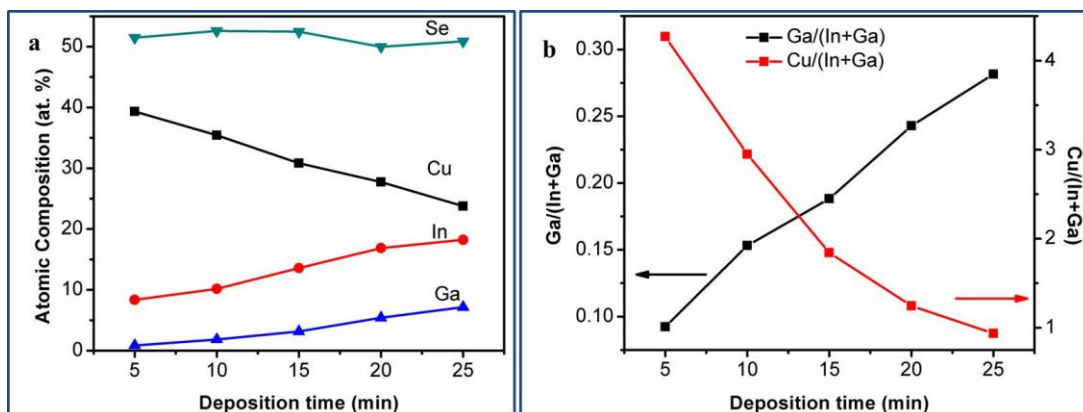 a
Se
Cu
In
Ga
50
40
30
20
10
0
Atomic Composition (at. %)
5 10 15 20 25
Deposition time (min)
b
Ga/(In+Ga)
Cu/(In+Ga)
0.30
0.25
0.20
0.15
0.10
Ga/(In+Ga)
4
3
2
1
Cu/(In+Ga)
5 10 15 20 25
Deposition time (min)